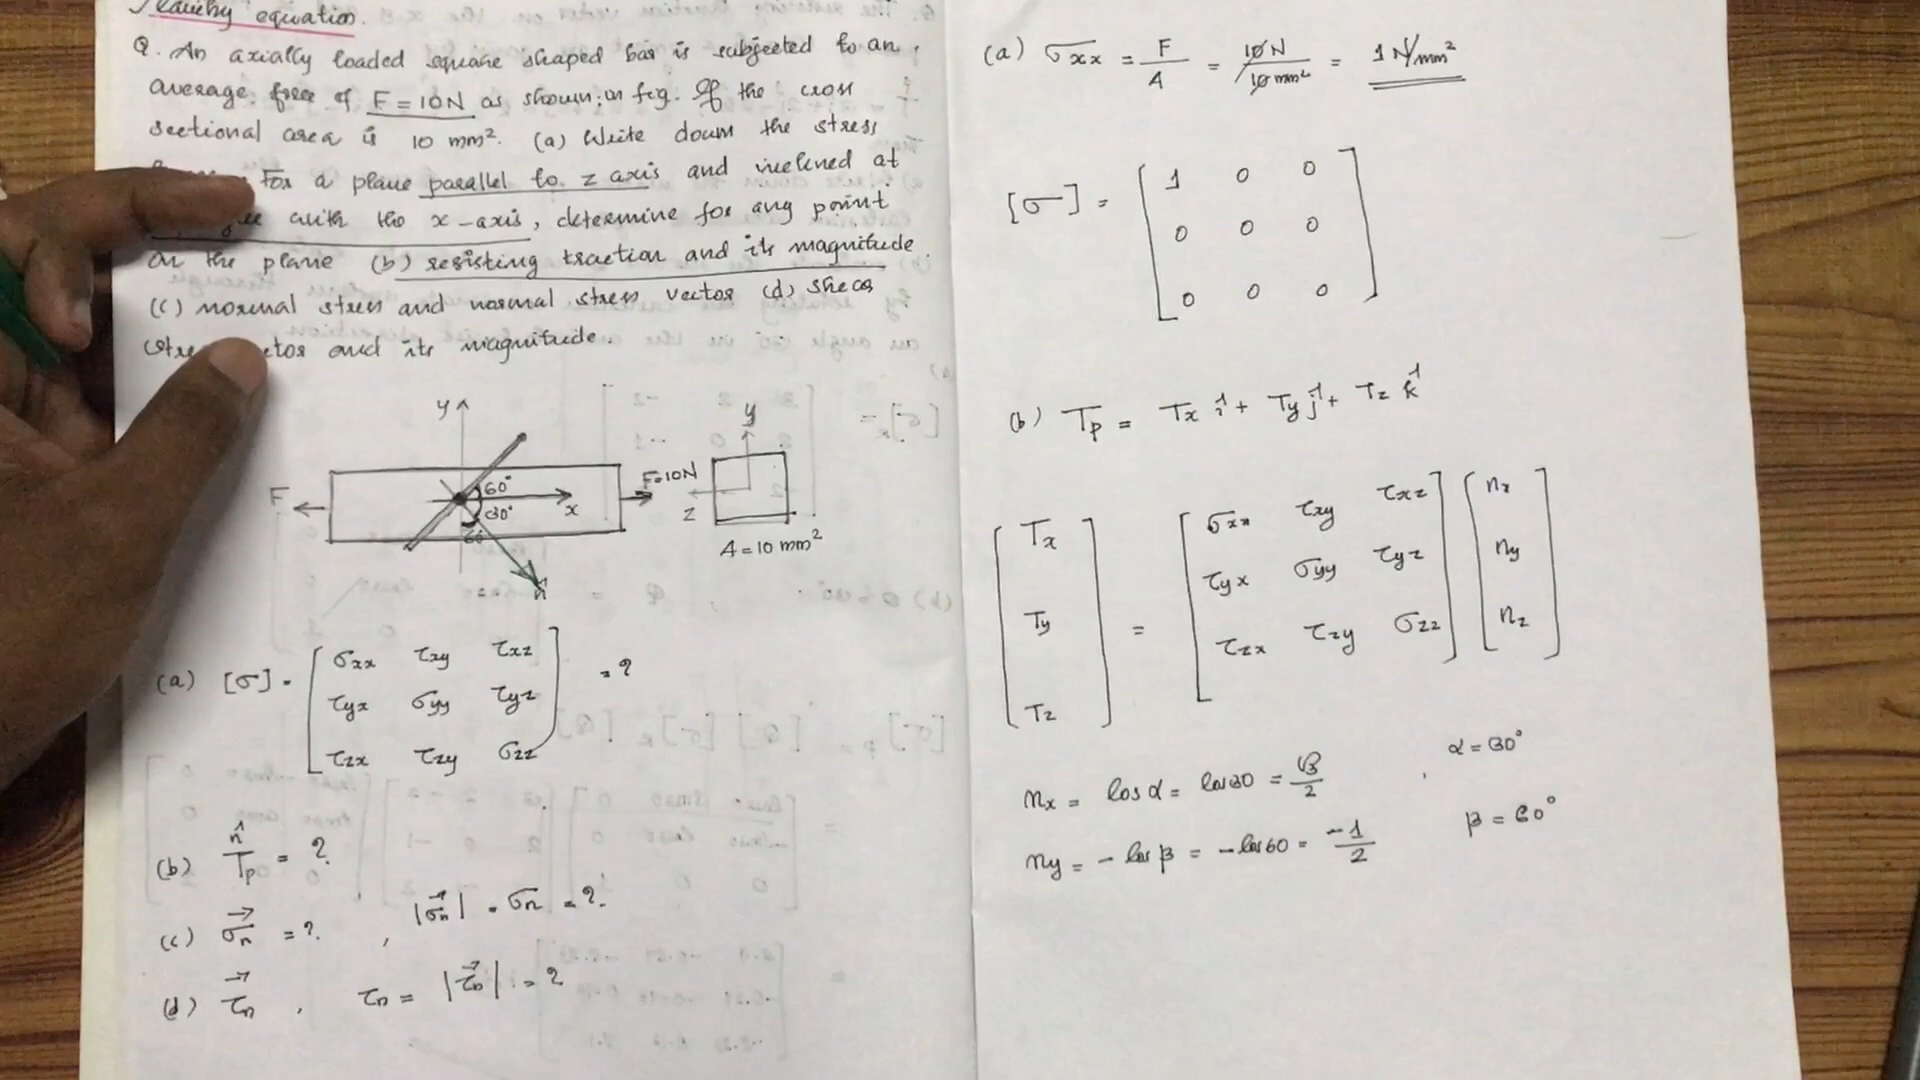 Cauchy equation.
Q. An axially loaded square shaped bar is subjected to an
average force of F = 10N as shown in fig. If the cross
sectional area is 10 mm². (a) Write down the stress
For a plane parallel to z axis and inclined at
with the x-axis, determine for any point
on the plane (b) resisting traction and its magnitude
(c) normal stress and normal stress vector (d) shear
and its magnitude.
y
F
60°
30°
60
x
n̂
F=10N
y
z
A = 10 mm²
(a) [σ] = [σxx τxy τxz
τyx σyy τyz
τzx τzy σzz] = ?
(b) n̂ Tp = ?
(c) σn⃗ = ? , |σn⃗| = σn = ?
(d) τn⃗ , τn = |τn⃗| = ?
(a) σxx = F/A = 10N/10mm² = 1 N/mm²
[σ] = [1 0 0
0 0 0
0 0 0]
(b) Tp = Tx î + Ty ĵ + Tz k̂
[Tx
Ty
Tz] = [σxx τxy τxz
τyx σyy τyz
τzx τzy σzz] [nx
ny
nz]
nx = cos α = cos30 = √3/2 , α = 30°
ny = - cos β = -cos60 = -1/2 β = 60°